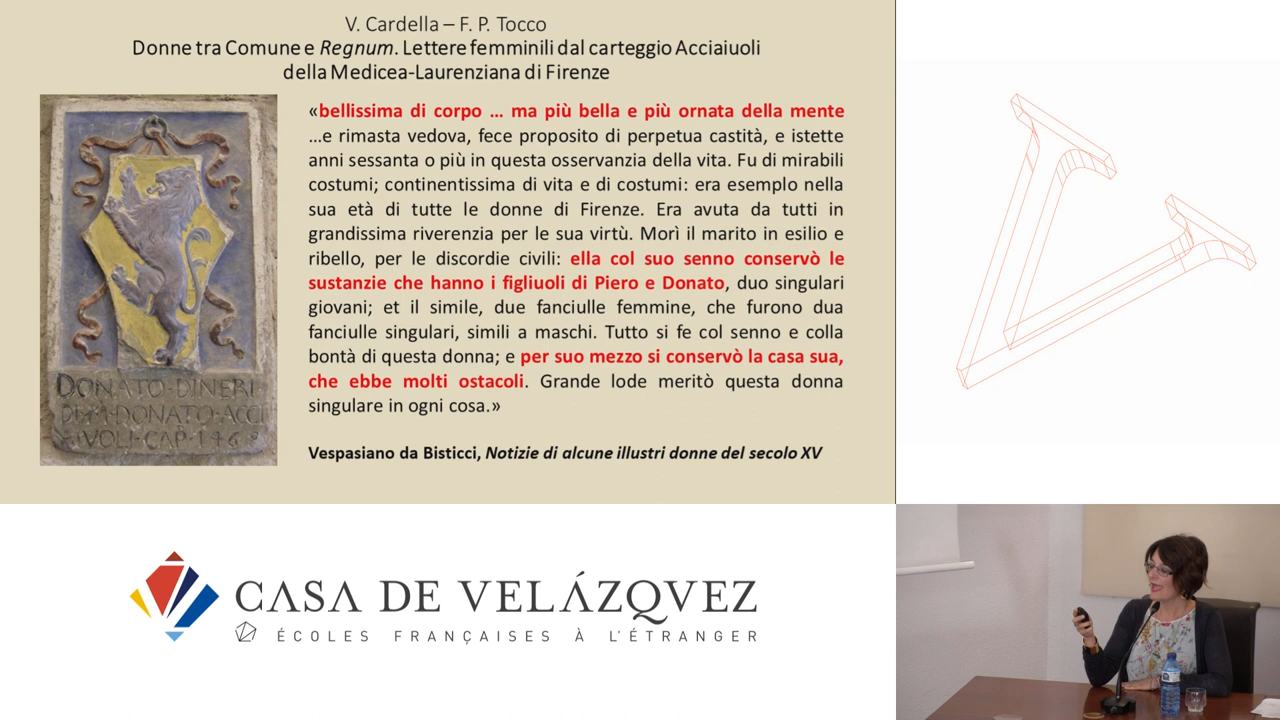 V. Cardella – F. P. Tocco
Donne tra Comune e Regnum. Lettere femminili dal carteggio Acciaiuoli
della Medicea-Laurenziana di Firenze
«bellissima di corpo … ma più bella e più ornata della mente
…e rimasta vedova, fece proposito di perpetua castità, e istette
anni sessanta o più in questa osservanzia della vita. Fu di mirabili
costumi; continentissima di vita e di costumi: era esemplo nella
sua età di tutte le donne di Firenze. Era avuta da tutti in
grandissima riverenzia per le sua virtù. Morì il marito in esilio e
ribello, per le discordie civili: ella col suo senno conservò le
sustanzie che hanno i figliuoli di Piero e Donato, duo singulari
giovani; et il simile, due fanciulle femmine, che furono dua
fanciulle singulari, simili a maschi. Tutto si fe col senno e colla
bontà di questa donna; e per suo mezzo si conservò la casa sua,
che ebbe molti ostacoli. Grande lode meritò questa donna
singulare in ogni cosa.»
Vespasiano da Bisticci, Notizie di alcune illustri donne del secolo XV
DONATO·DINERI
DONATO·ACCI
CASA DE VELÁZQVEZ
ÉCOLES FRANÇAISES À L'ÉTRANGER